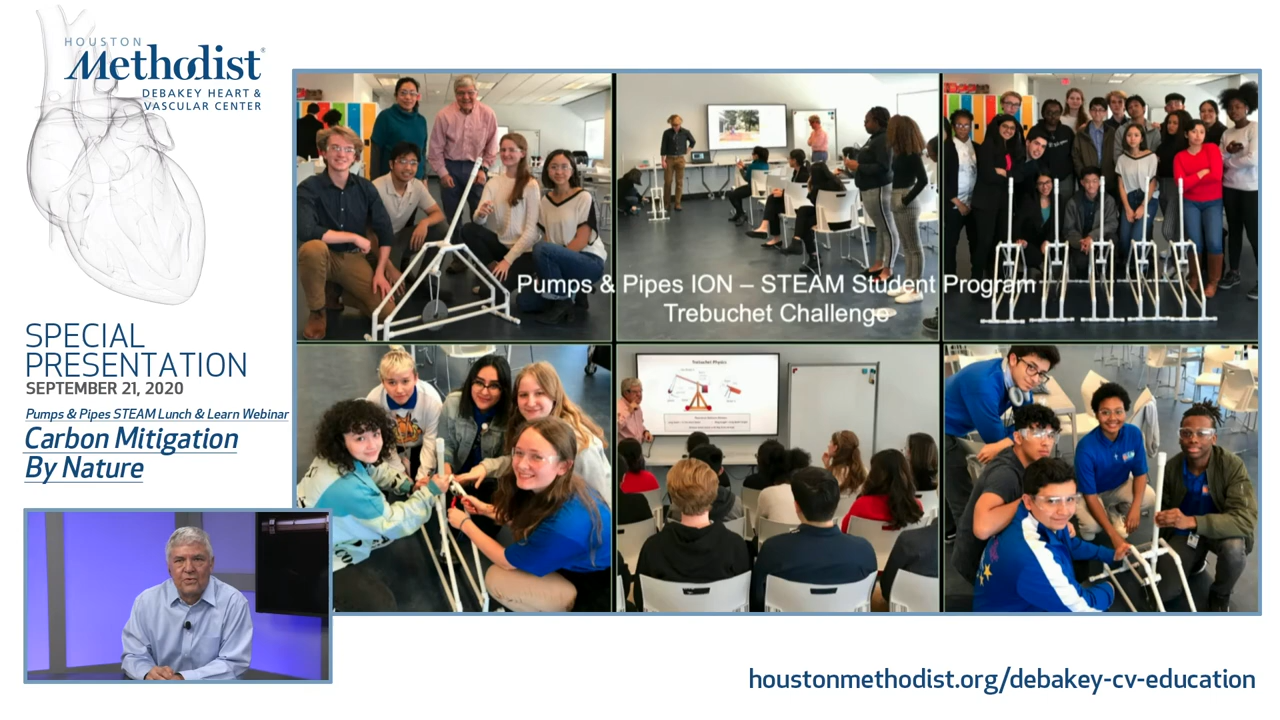 HOUSTON
Methodist®
DEBAKEY HEART &
VASCULAR CENTER
SPECIAL
PRESENTATION
SEPTEMBER 21, 2020
Pumps & Pipes STEAM Lunch & Learn Webinar
Carbon Mitigation
By Nature
Pumps & Pipes ION – STEAM Student Program
Trebuchet Challenge
Trebuchet Physics
houstonmethodist.org/debakey-cv-education